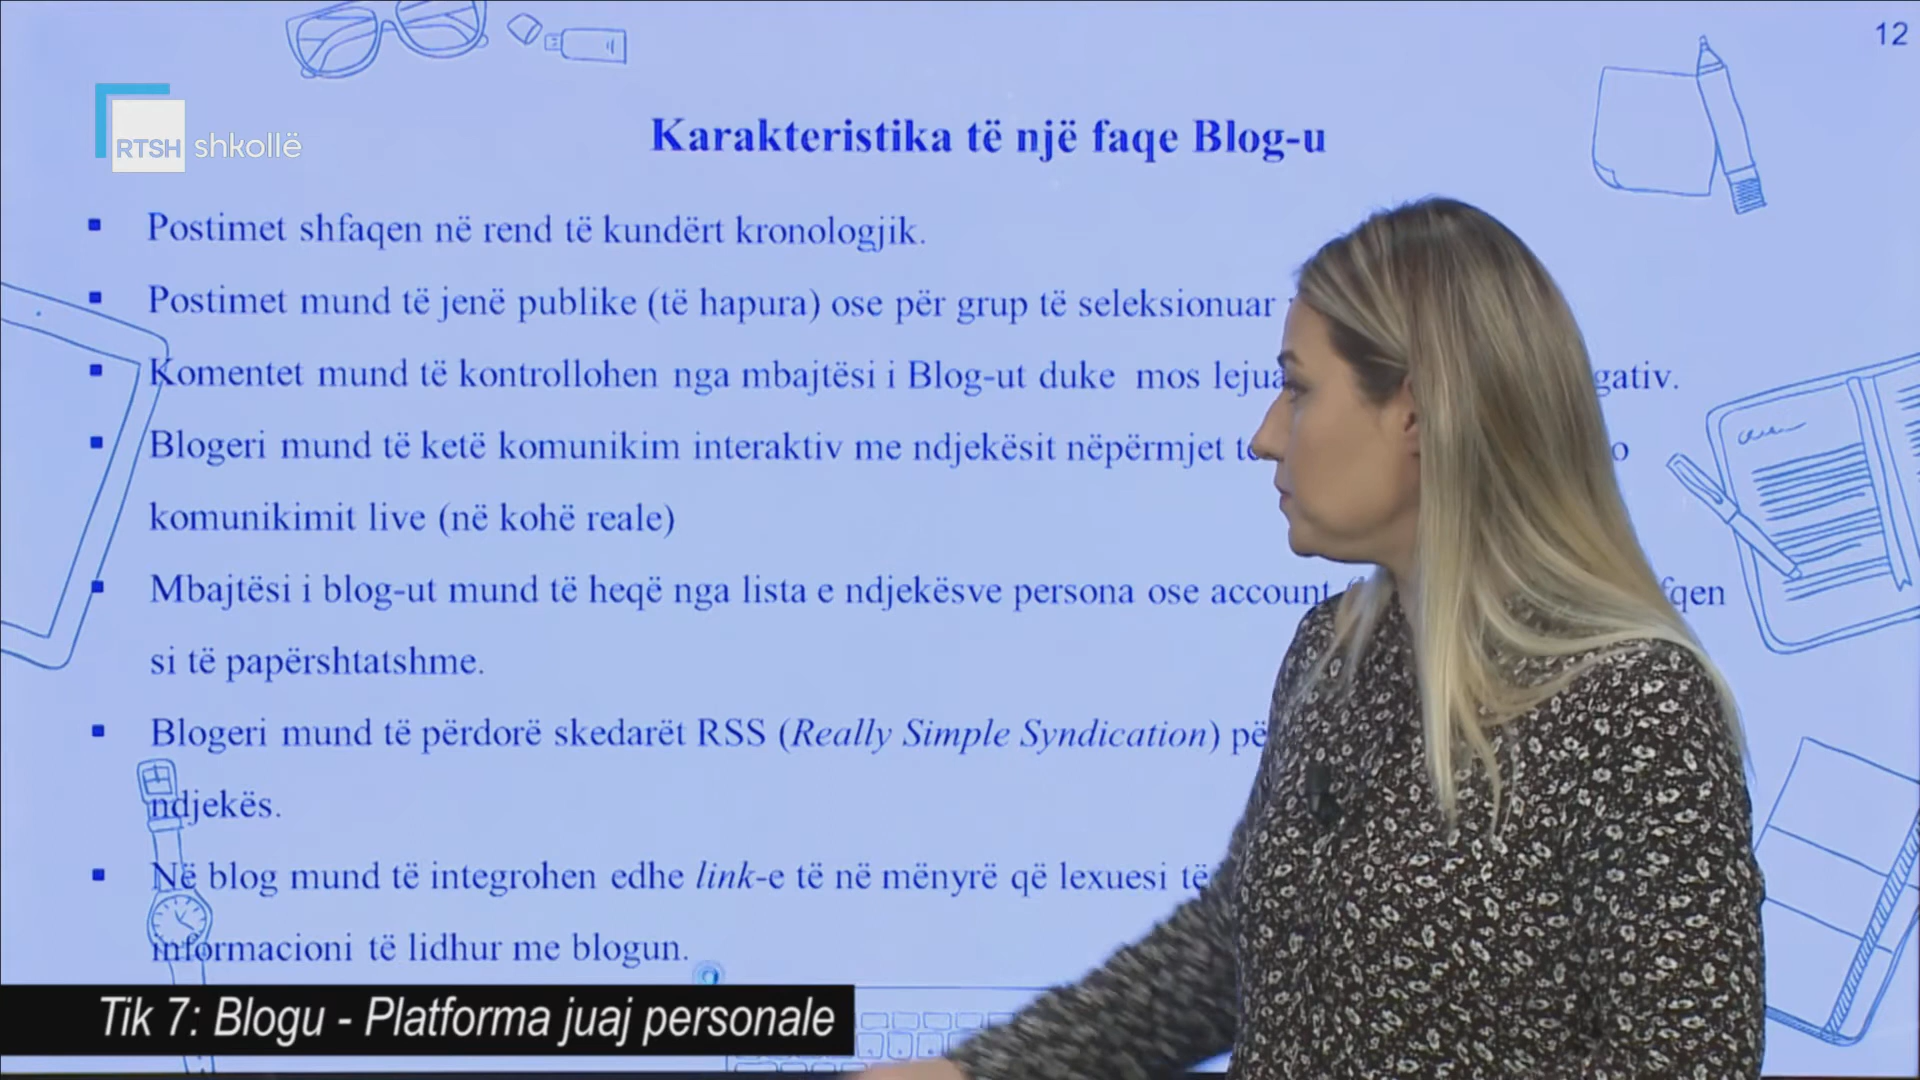 12
RTSH shkollë
Karakteristika të një faqe Blog-u
▪ Postimet shfaqen në rend të kundërt kronologjik.
▪ Postimet mund të jenë publike (të hapura) ose për grup të seleksionuar
▪ Komentet mund të kontrollohen nga mbajtësi i Blog-ut duke mos
▪ Blogeri mund të ketë komunikim interaktiv me ndjekësit nëpërmjet
komunikimit live (në kohë reale)
▪ Mbajtësi i blog-ut mund të heqë nga lista e ndjekësve persona ose account
si të papërshtatshme.
▪ Blogeri mund të përdorë skedarët RSS (Really Simple Syndication)
ndjekës.
▪ Në blog mund të integrohen edhe link-e të në mënyrë që lexuesi të
informacioni të lidhur me blogun.
Tik 7: Blogu - Platforma juaj personale